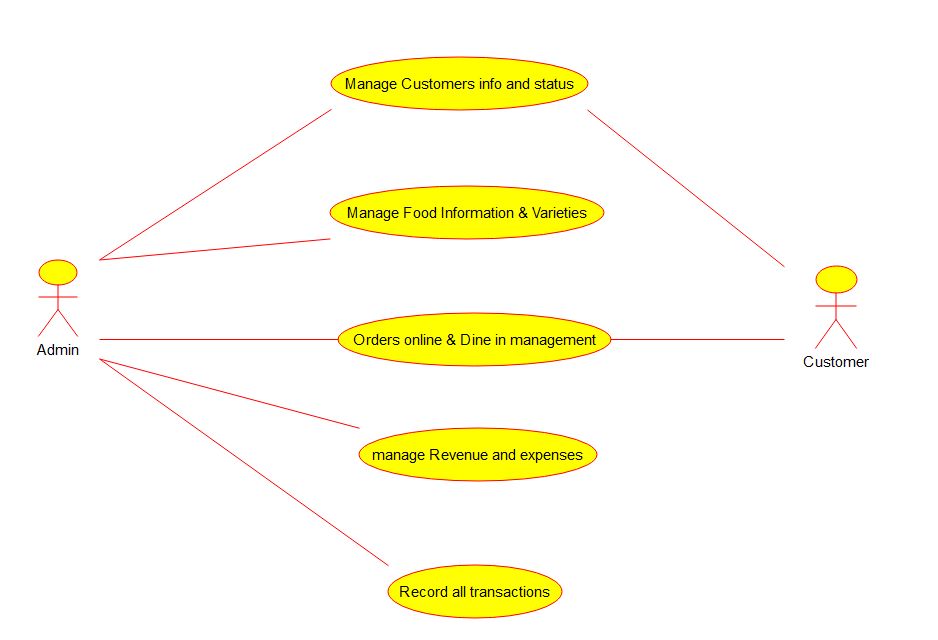 Manage Customers info and status
Manage Food Information & Varieties
Orders online & Dine in management
Admin
Customer
manage Revenue and expenses
Record all transactions